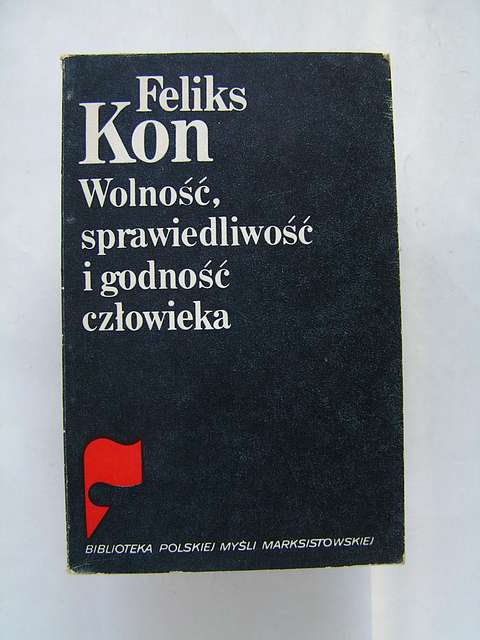 Feliks
Kon
Wolność,
sprawiedliwość
i godność
człowieka
BIBLIOTEKA POLSKIEJ MYŚLI MARKSISTOWSKIEJ